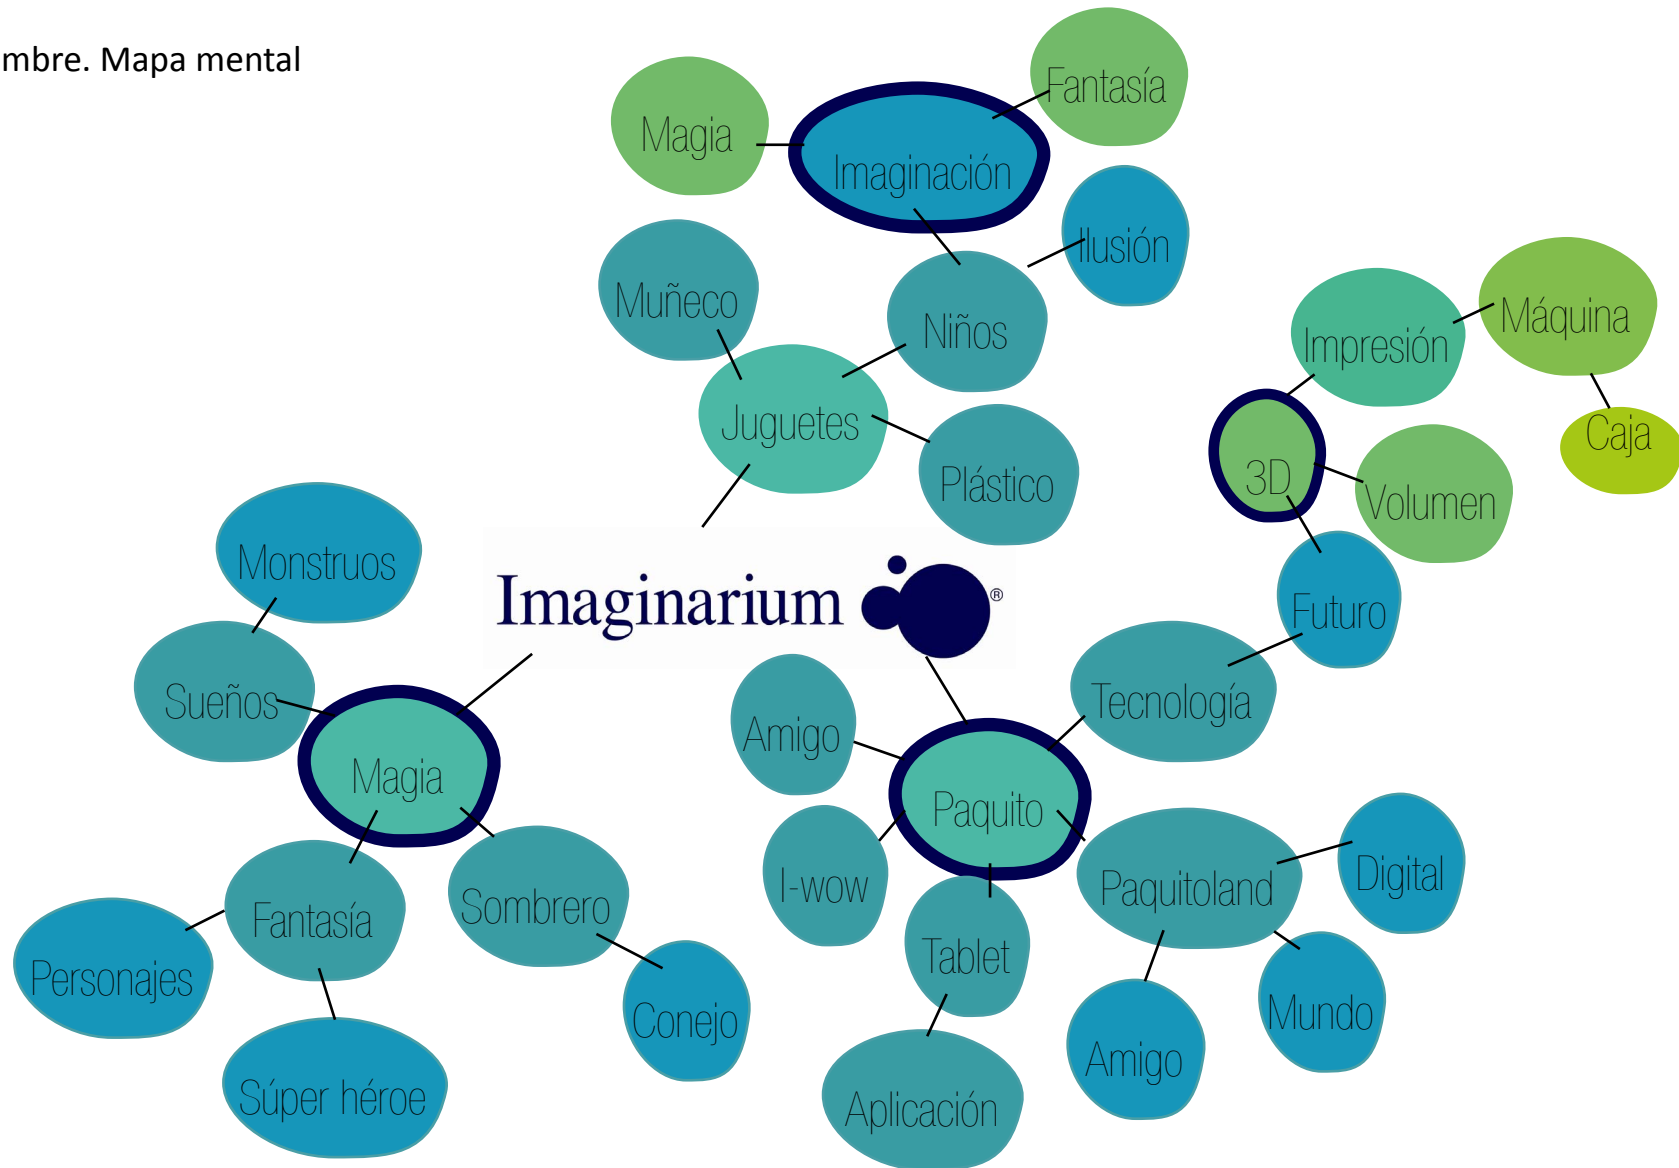 mbre. Mapa mental
Fantasía
Magia
Imaginación
Ilusión
Muñeco
Niños
Máquina
Impresión
Juguetes
Caja
3D
Plástico
Volumen
Monstruos
Imaginarium ®
Futuro
Sueños
Tecnología
Amigo
Magia
Paquito
Digital
I-wow
Paquitoland
Sombrero
Fantasía
Tablet
Personajes
Mundo
Conejo
Amigo
Súper héroe
Aplicación